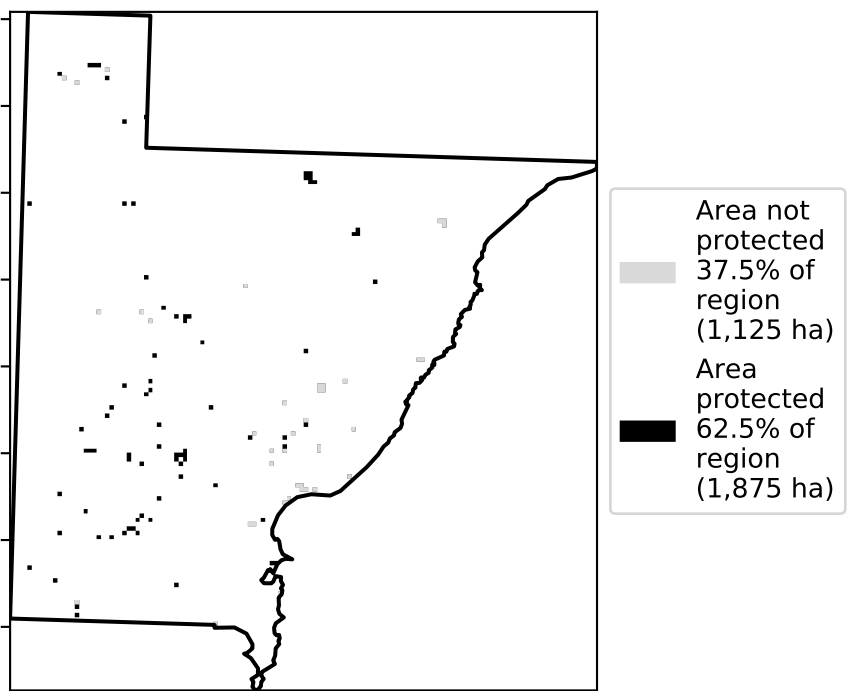 Area not
protected
37.5% of
region
(1,125 ha)
Area
protected
62.5% of
region
(1,875 ha)